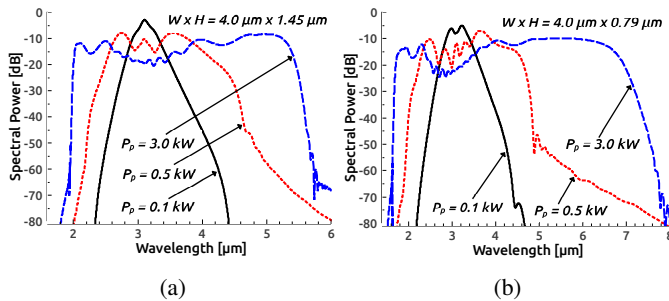 W x H = 4.0 µm x 1.45 µm
Spectral Power [dB]
10
0
-10
-20
-30
-40
-50
-60
-70
-80
P_p = 3.0 kW
P_p = 0.5 kW
P_p = 0.1 kW
2 3 4 5 6
Wavelength [µm]
(a)
W x H = 4.0 µm x 0.79 µm
Spectral Power [dB]
10
0
-10
-20
-30
-40
-50
-60
-70
-80
P_p = 3.0 kW
P_p = 0.1 kW
P_p = 0.5 kW
2 3 4 5 6 7 8
Wavelength [µm]
(b)